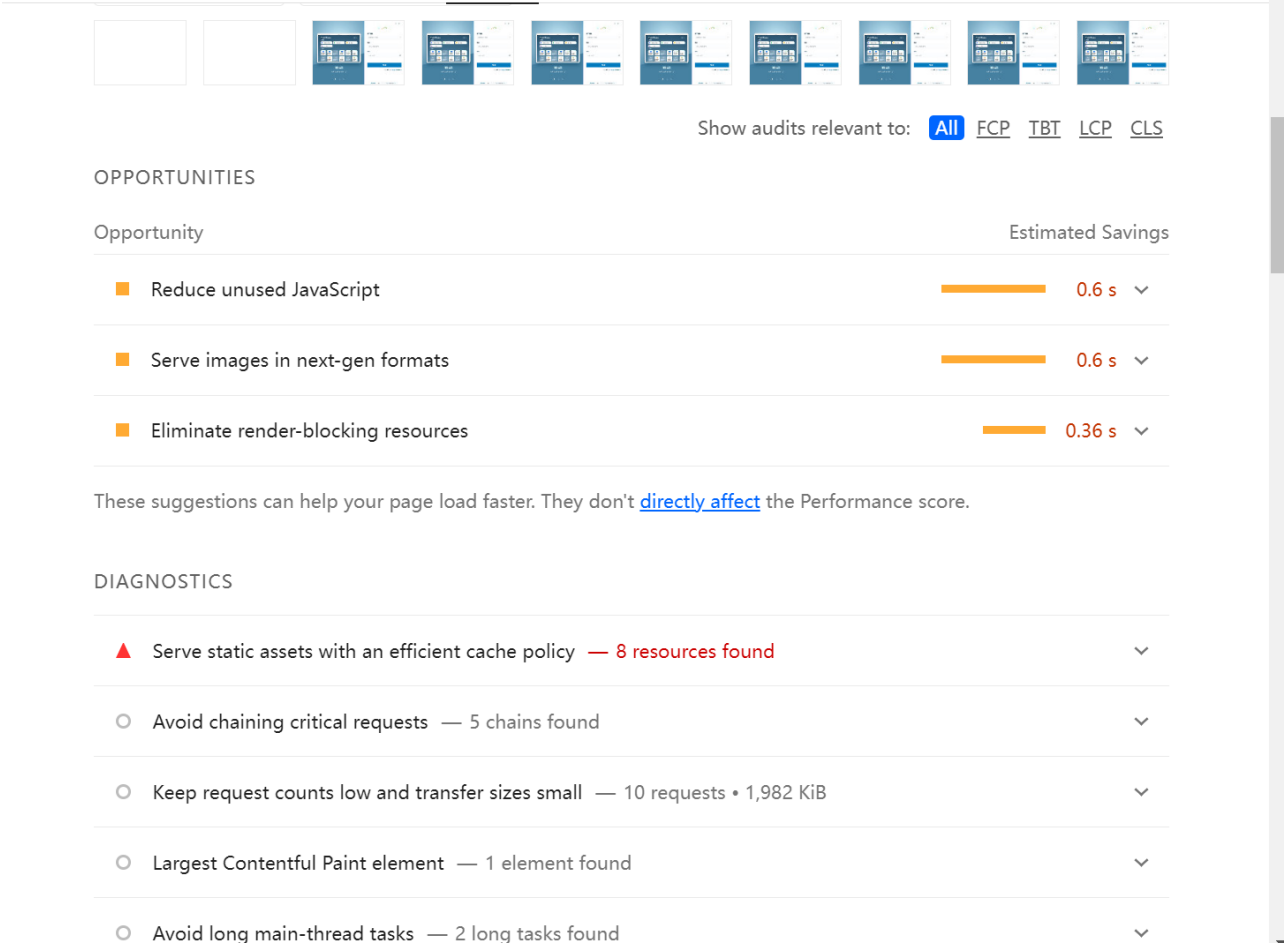 Show audits relevant to: All FCP TBT LCP CLS
OPPORTUNITIES
Opportunity Estimated Savings
Reduce unused JavaScript 0.6 s
Serve images in next-gen formats 0.6 s
Eliminate render-blocking resources 0.36 s
These suggestions can help your page load faster. They don't directly affect the Performance score.
DIAGNOSTICS
Serve static assets with an efficient cache policy — 8 resources found
Avoid chaining critical requests — 5 chains found
Keep request counts low and transfer sizes small — 10 requests • 1,982 KiB
Largest Contentful Paint element — 1 element found
Avoid long main-thread tasks — 2 long tasks found